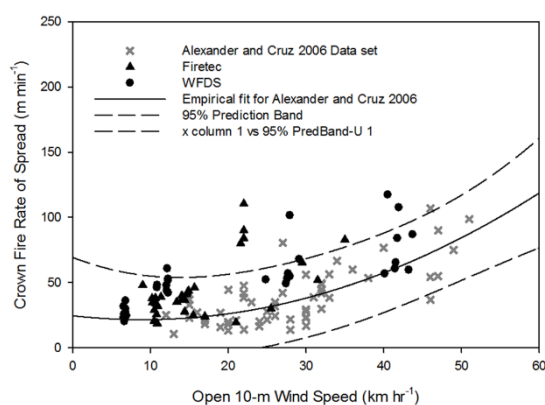 250
200
150
100
50
0
Crown Fire Rate of Spread (m min⁻¹)
Alexander and Cruz 2006 Data set
Firetec
WFDS
Empirical fit for Alexander and Cruz 2006
95% Prediction Band
x column 1 vs 95% PredBand-U 1
0 10 20 30 40 50 60
Open 10-m Wind Speed (km hr⁻¹)